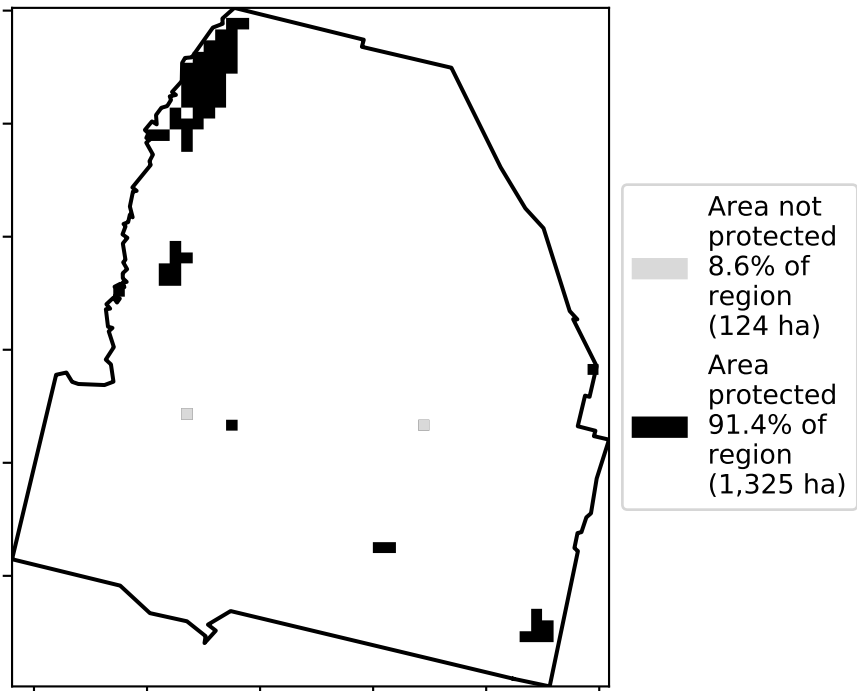 Area not
protected
8.6% of
region
(124 ha)
Area
protected
91.4% of
region
(1,325 ha)